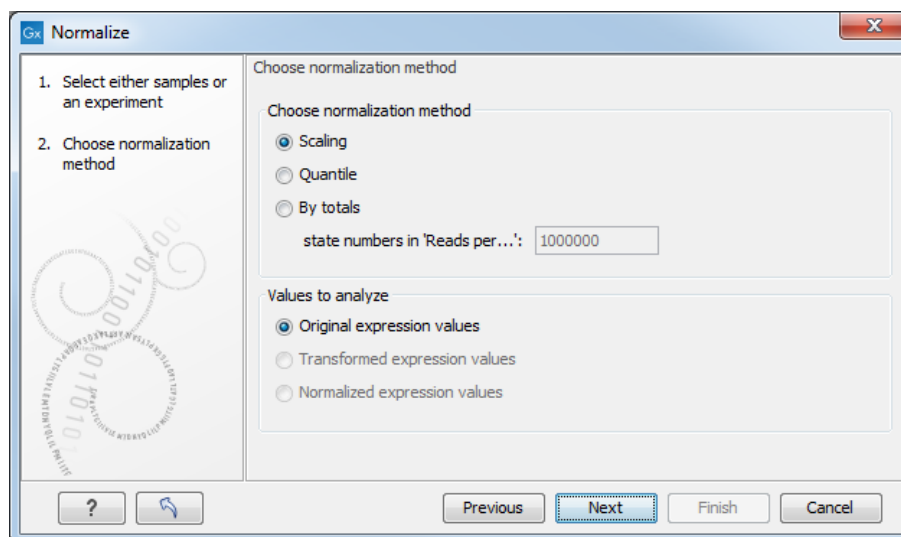 Gx Normalize
X
1. Select either samples or
an experiment
2. Choose normalization
method
Choose normalization method
Choose normalization method
Scaling
Quantile
By totals
state numbers in 'Reads per...': 1000000
Values to analyze
Original expression values
Transformed expression values
Normalized expression values
? Previous Next Finish Cancel